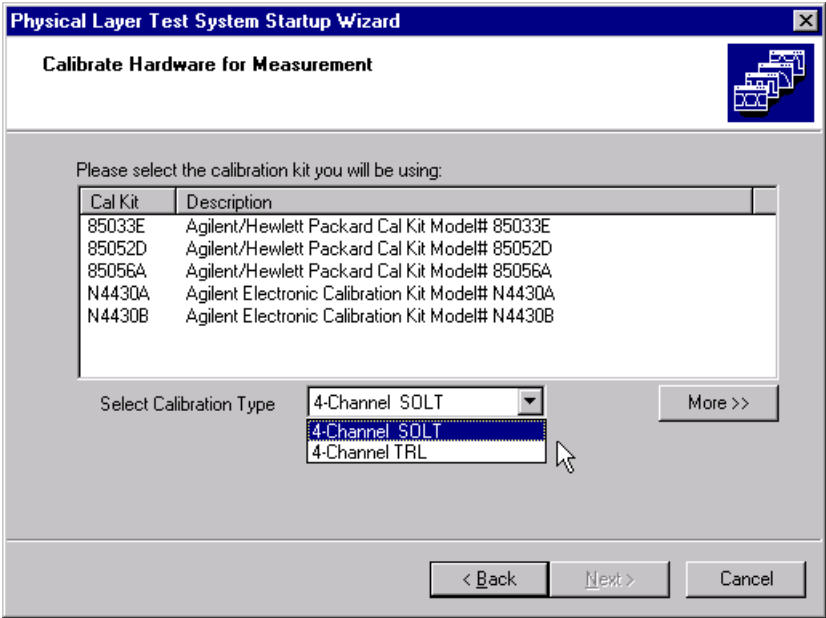 Physical Layer Test System Startup Wizard
Calibrate Hardware for Measurement
Please select the calibration kit you will be using:
Cal Kit Description
85033E Agilent/Hewlett Packard Cal Kit Model# 85033E
85052D Agilent/Hewlett Packard Cal Kit Model# 85052D
85056A Agilent/Hewlett Packard Cal Kit Model# 85056A
N4430A Agilent Electronic Calibration Kit Model# N4430A
N4430B Agilent Electronic Calibration Kit Model# N4430B
Select Calibration Type 4-Channel SOLT More >>
4-Channel SOLT
4-Channel TRL
< Back Next > Cancel